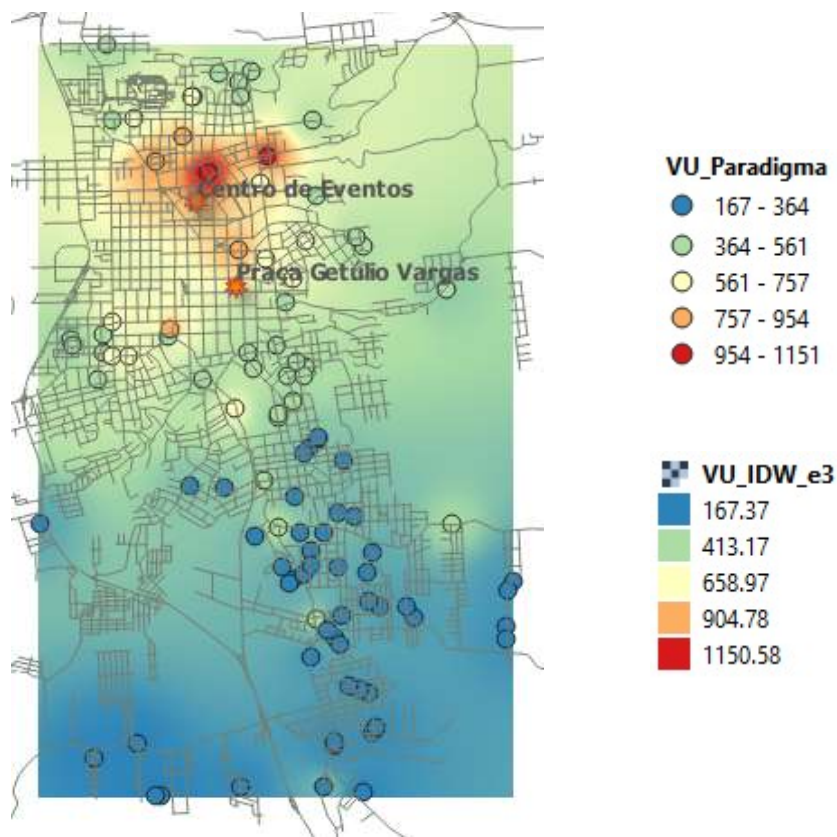 Centro de Eventos
Praça Getúlio Vargas
VU_Paradigma
167 - 364
364 - 561
561 - 757
757 - 954
954 - 1151
VU_IDW_e3
167.37
413.17
658.97
904.78
1150.58